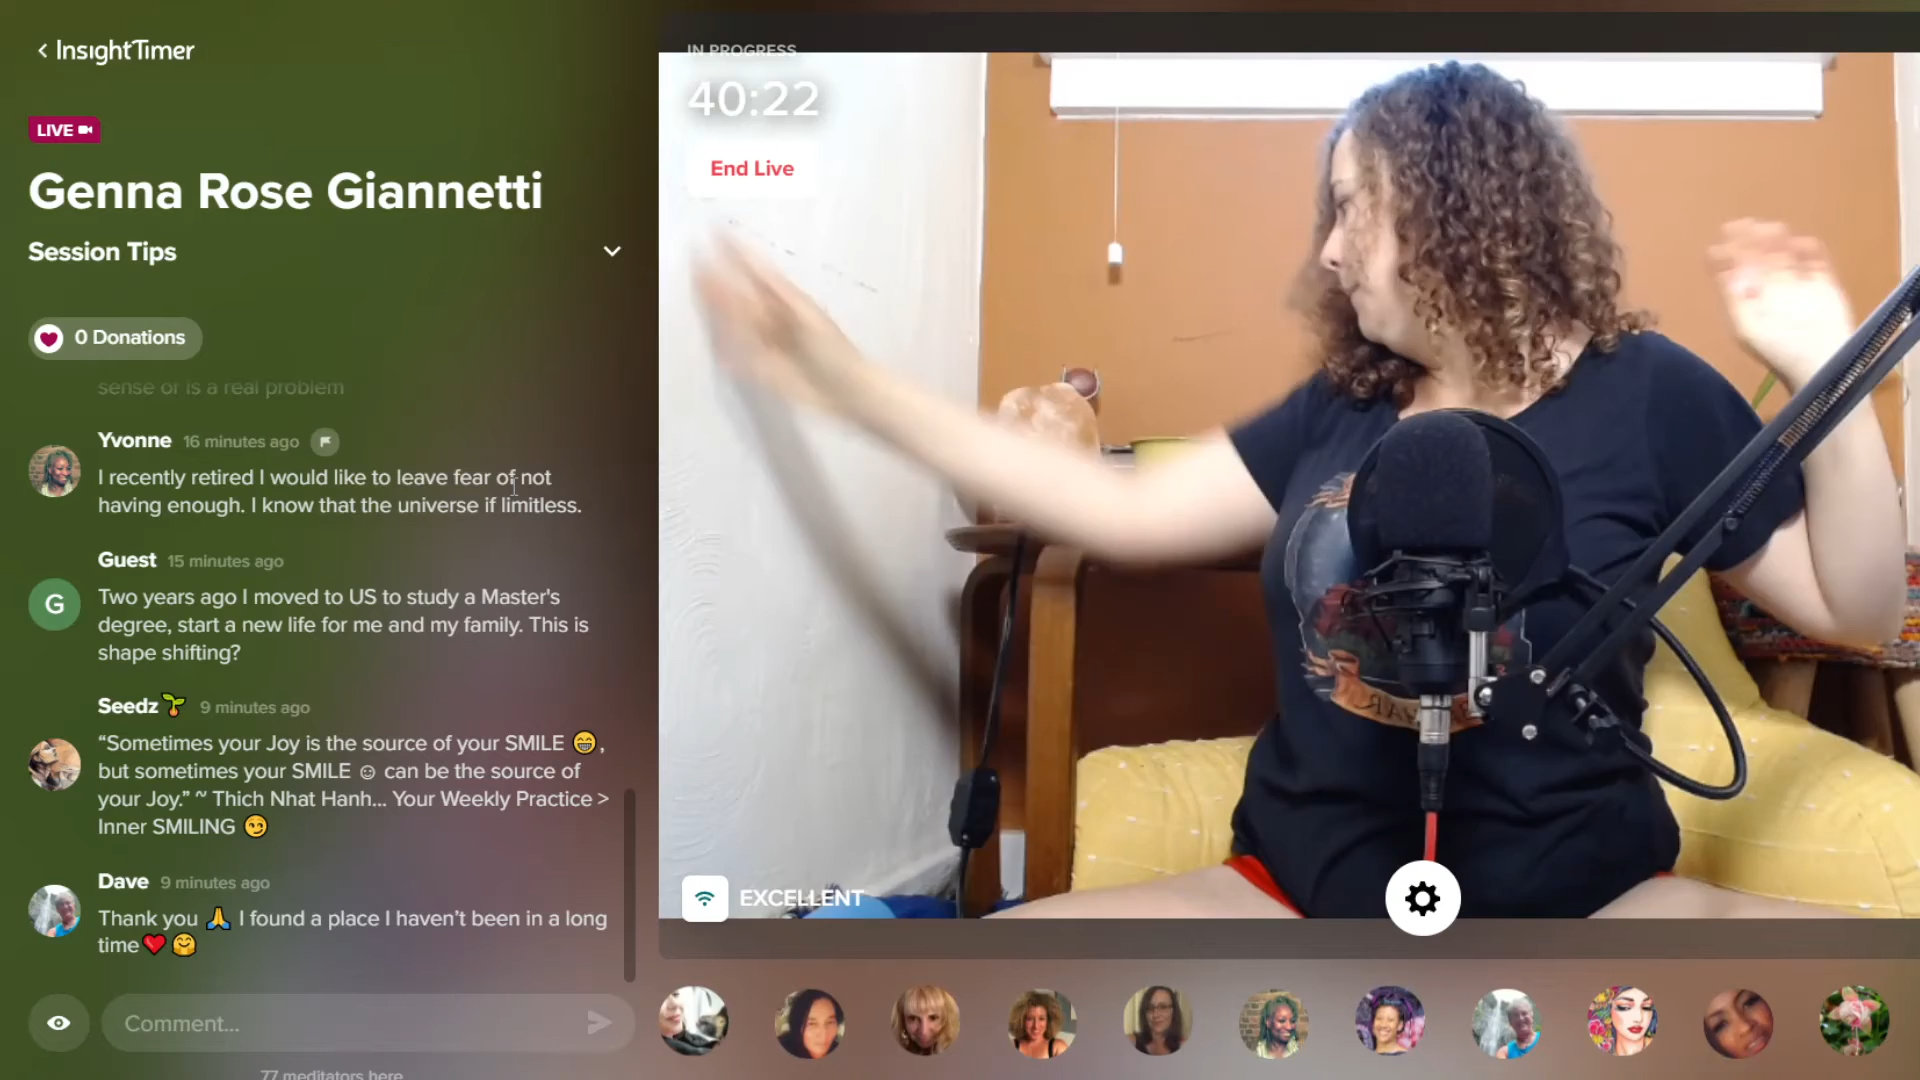 InsightTimer
LIVE
Genna Rose Giannetti
Session Tips
0 Donations
sense or is a real problem
Yvonne 16 minutes ago
I recently retired I would like to leave fear of not
having enough. I know that the universe if limitless.
Guest 15 minutes ago
G
Two years ago I moved to US to study a Master's
degree, start a new life for me and my family. This is
shape shifting?
Seedz🌱 9 minutes ago
“Sometimes your Joy is the source of your SMILE 😁,
but sometimes your SMILE ☺ can be the source of
your Joy.” ~ Thich Nhat Hanh... Your Weekly Practice >
Inner SMILING 😏
Dave 9 minutes ago
Thank you 🙏 I found a place I haven’t been in a long
time❤️ 🤗
Comment...
77 meditators here
IN PROGRESS
40:22
End Live
EXCELLENT